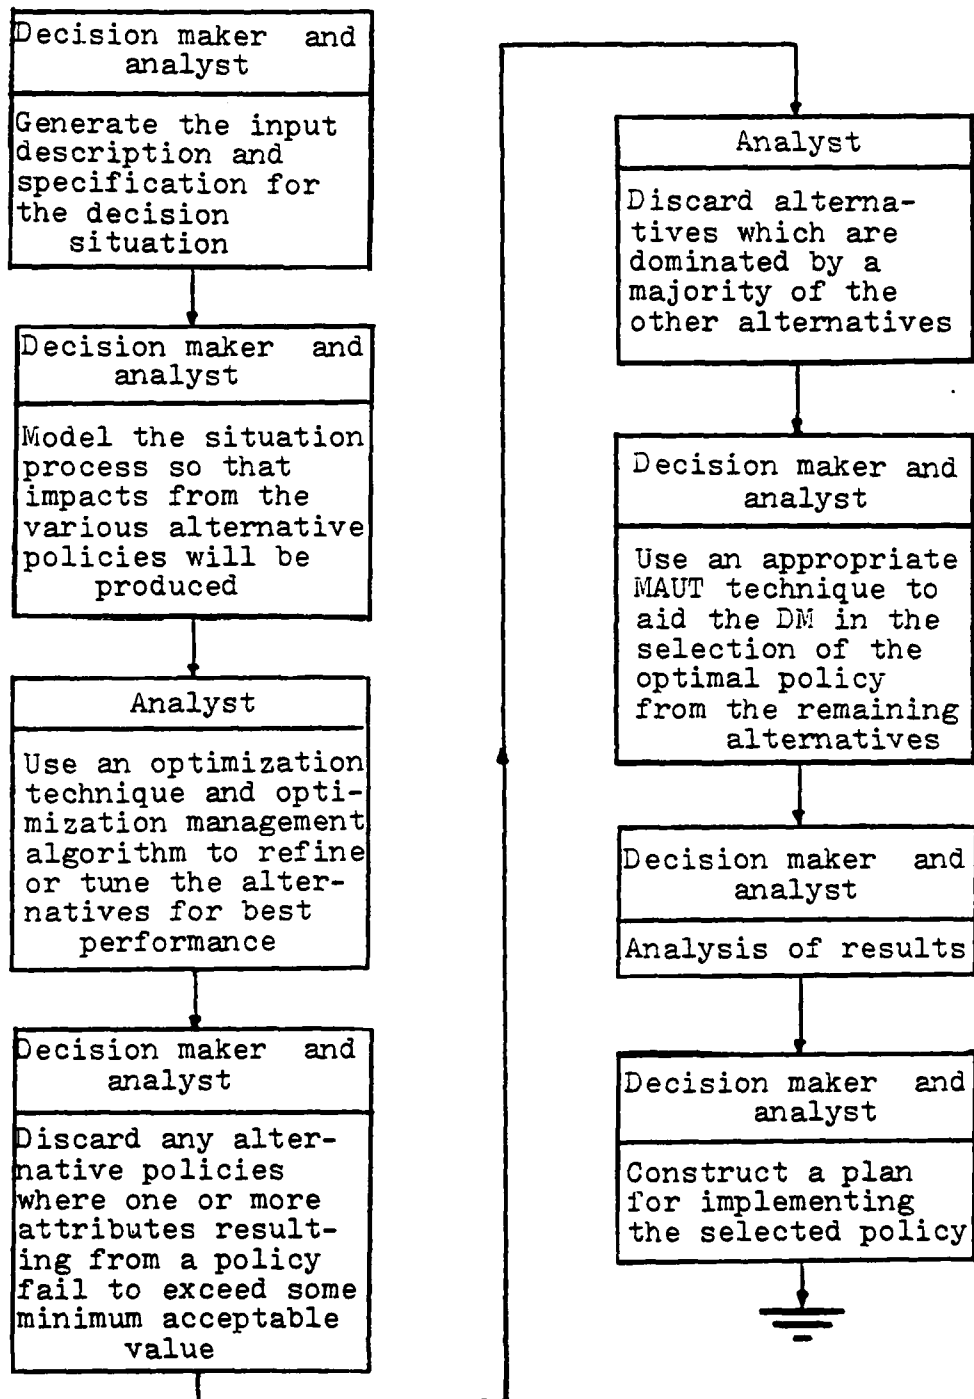 Decision maker and
analyst
Generate the input
description and
specification for
the decision
situation
Decision maker and
analyst
Model the situation
process so that
impacts from the
various alternative
policies will be
produced
Analyst
Use an optimization
technique and opti-
mization management
algorithm to refine
or tune the alter-
natives for best
performance
Decision maker and
analyst
Discard any alter-
native policies
where one or more
attributes result-
ing from a policy
fail to exceed some
minimum acceptable
value
Analyst
Discard alterna-
tives which are
dominated by a
majority of the
other alternatives
Decision maker and
analyst
Use an appropriate
MAUT technique to
aid the DM in the
selection of the
optimal policy
from the remaining
alternatives
Decision maker and
analyst
Analysis of results
Decision maker and
analyst
Construct a plan
for implementing
the selected policy